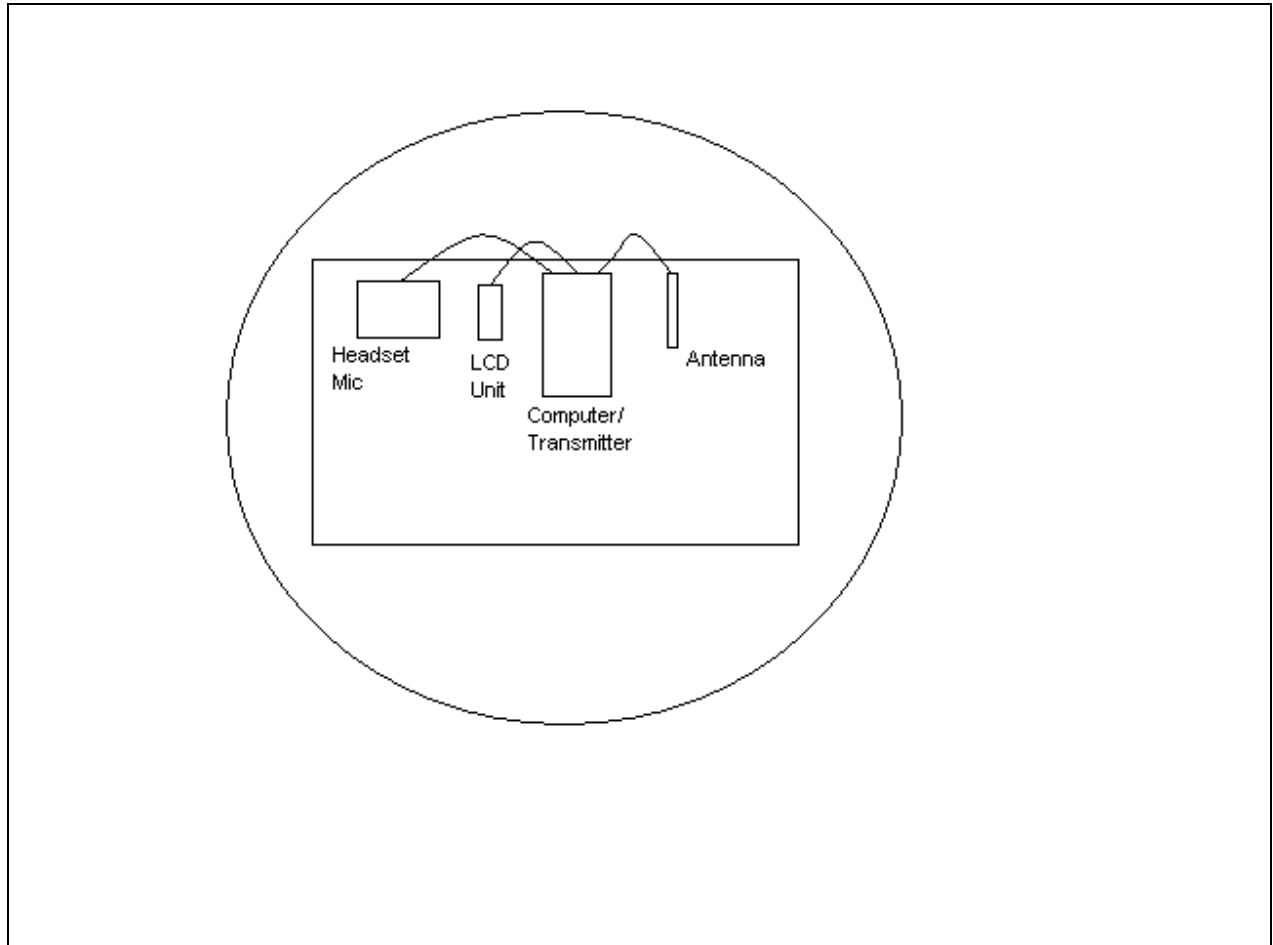 Headset
Mic
LCD
Unit
Computer/
Transmitter
Antenna